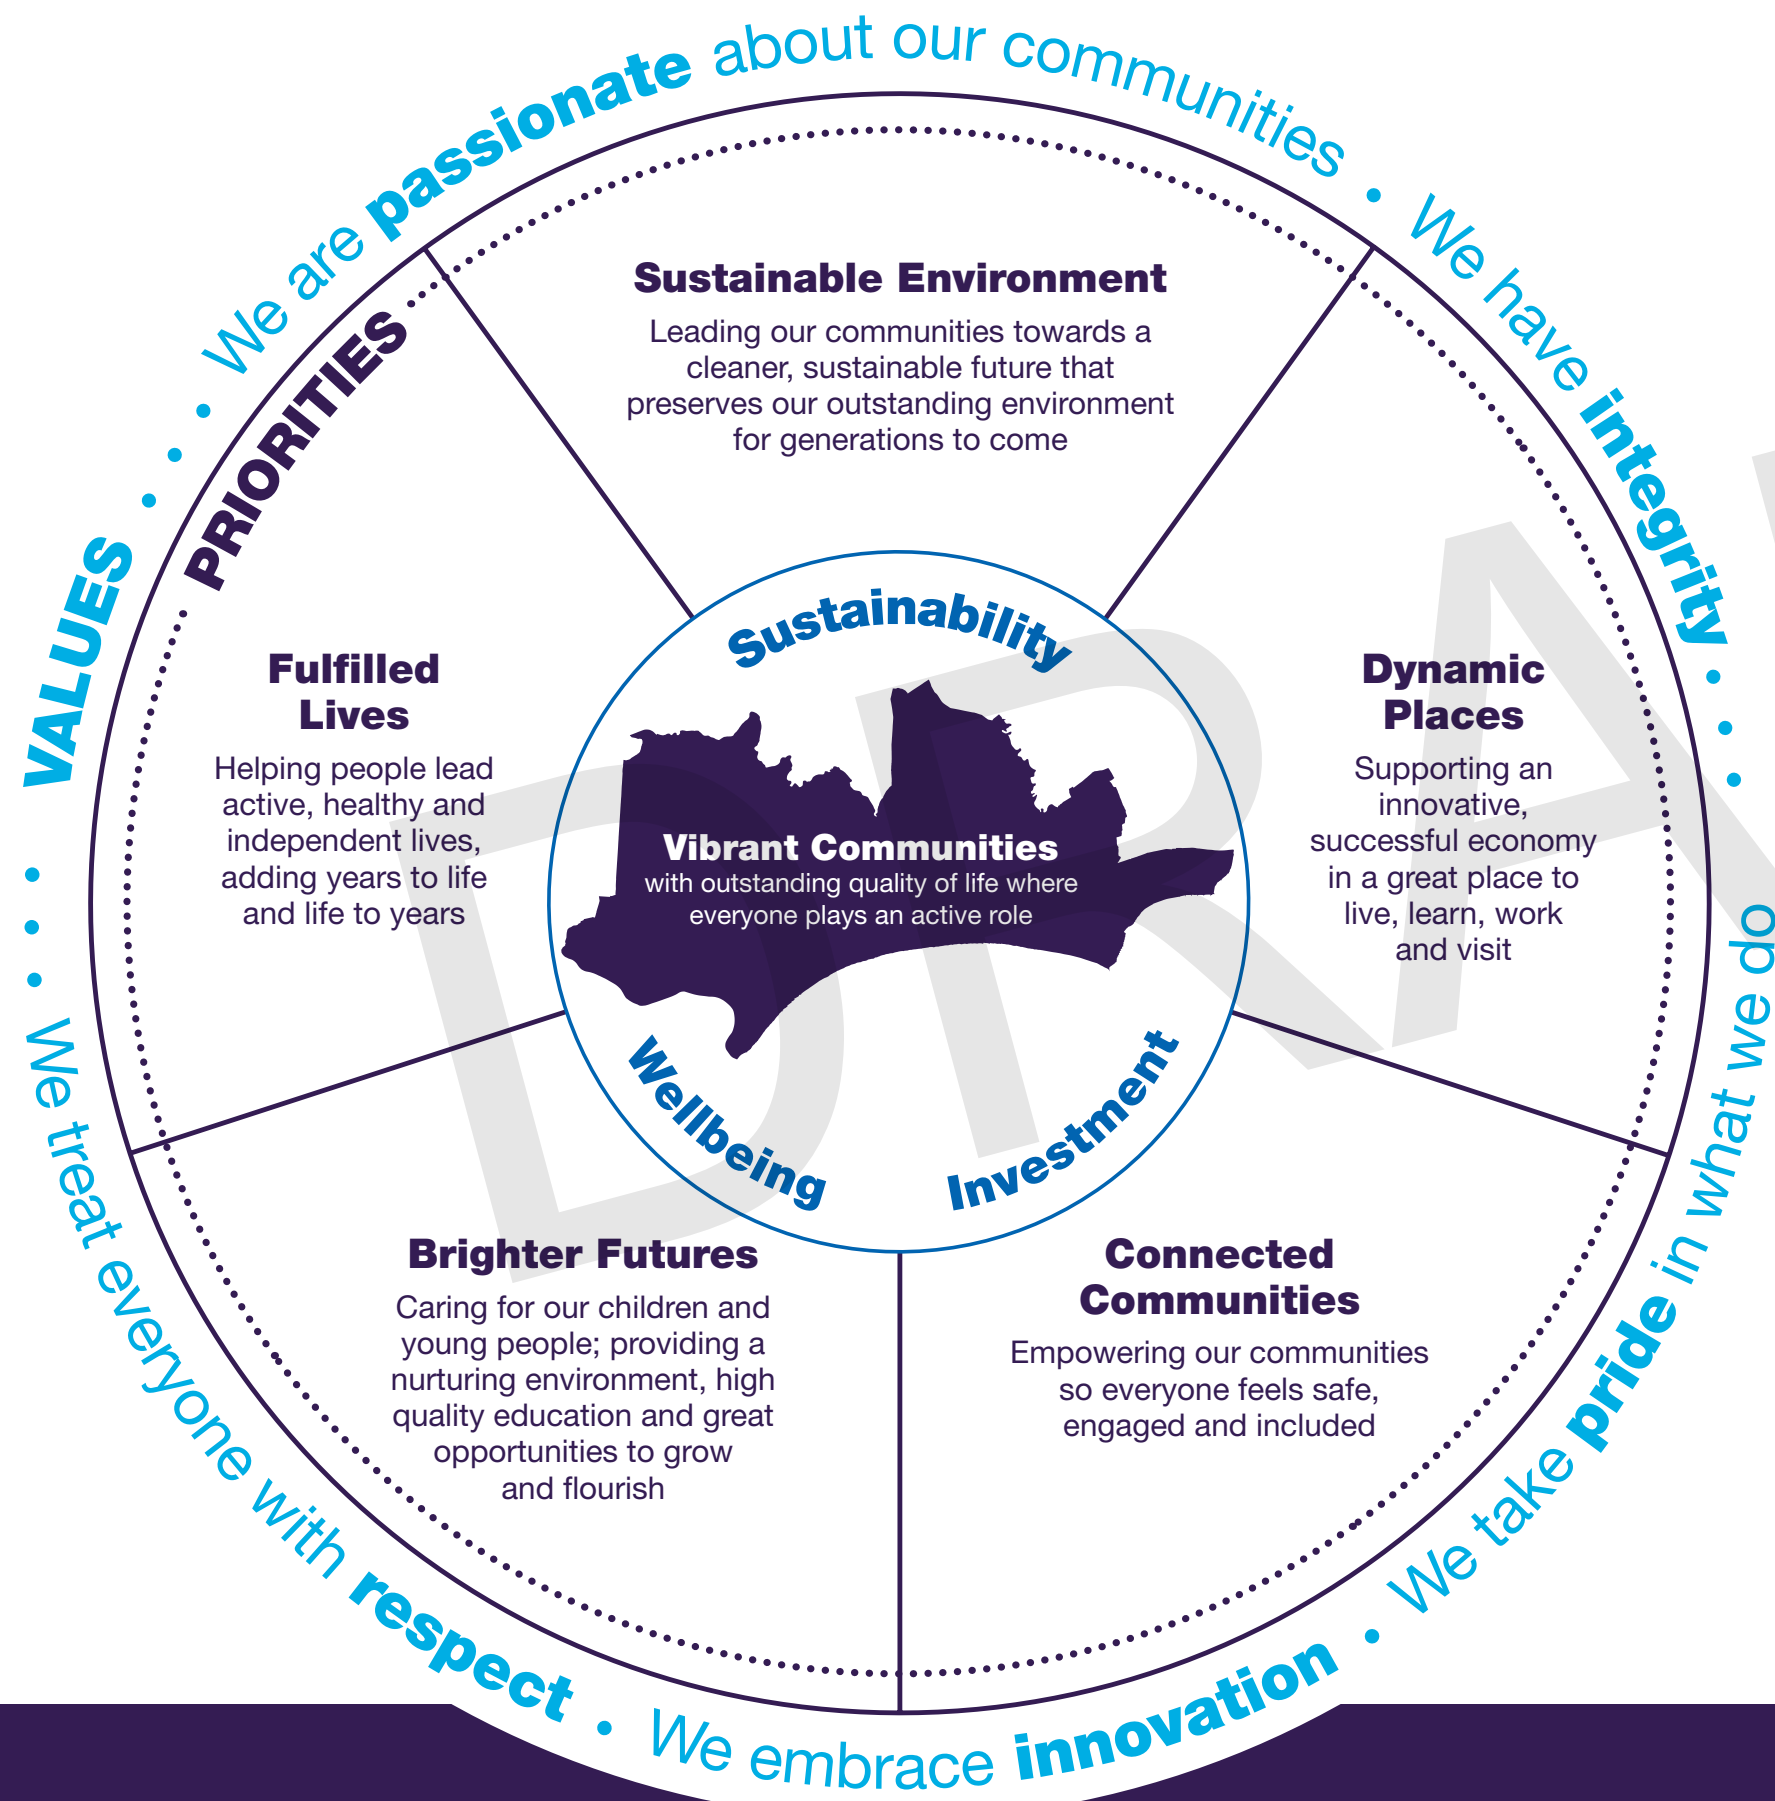 VALUES
We are passionate about our communities
We have integrity
We take pride in what we do
We embrace innovation
We treat everyone with respect
PRIORITIES
Sustainable Environment
Leading our communities towards a
cleaner, sustainable future that
preserves our outstanding environment
for generations to come
Fulfilled
Lives
Helping people lead
active, healthy and
independent lives,
adding years to life
and life to years
Dynamic
Places
Supporting an
innovative,
successful economy
in a great place to
live, learn, work
and visit
Sustainability
Vibrant Communities
with outstanding quality of life where
everyone plays an active role
Wellbeing
Investment
Brighter Futures
Caring for our children and
young people; providing a
nurturing environment, high
quality education and great
opportunities to grow
and flourish
Connected
Communities
Empowering our communities
so everyone feels safe,
engaged and included
DRA